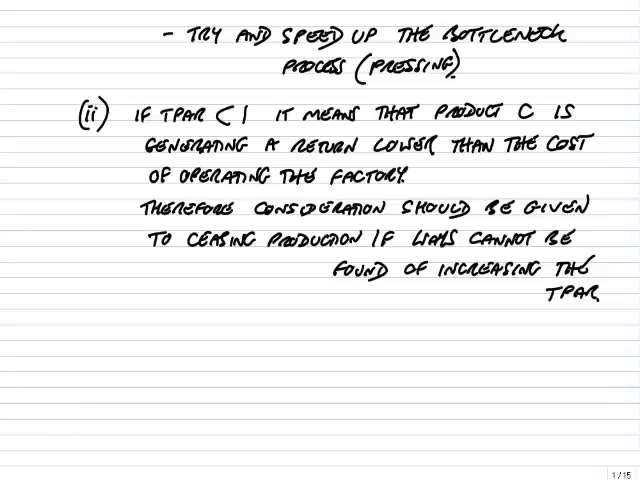 - TRY AND SPEED UP THE BOTTLENECK
PROCESS (PRESSING).
(ii) IF TPAR < 1 IT MEANS THAT PRODUCT C IS
GENERATING A RETURN LOWER THAN THE COST
OF OPERATING THE FACTORY.
THEREFORE CONSIDERATION SHOULD BE GIVEN
TO CEASING PRODUCTION IF WAYS CANNOT BE
FOUND OF INCREASING THE
TPAR
1 / 15